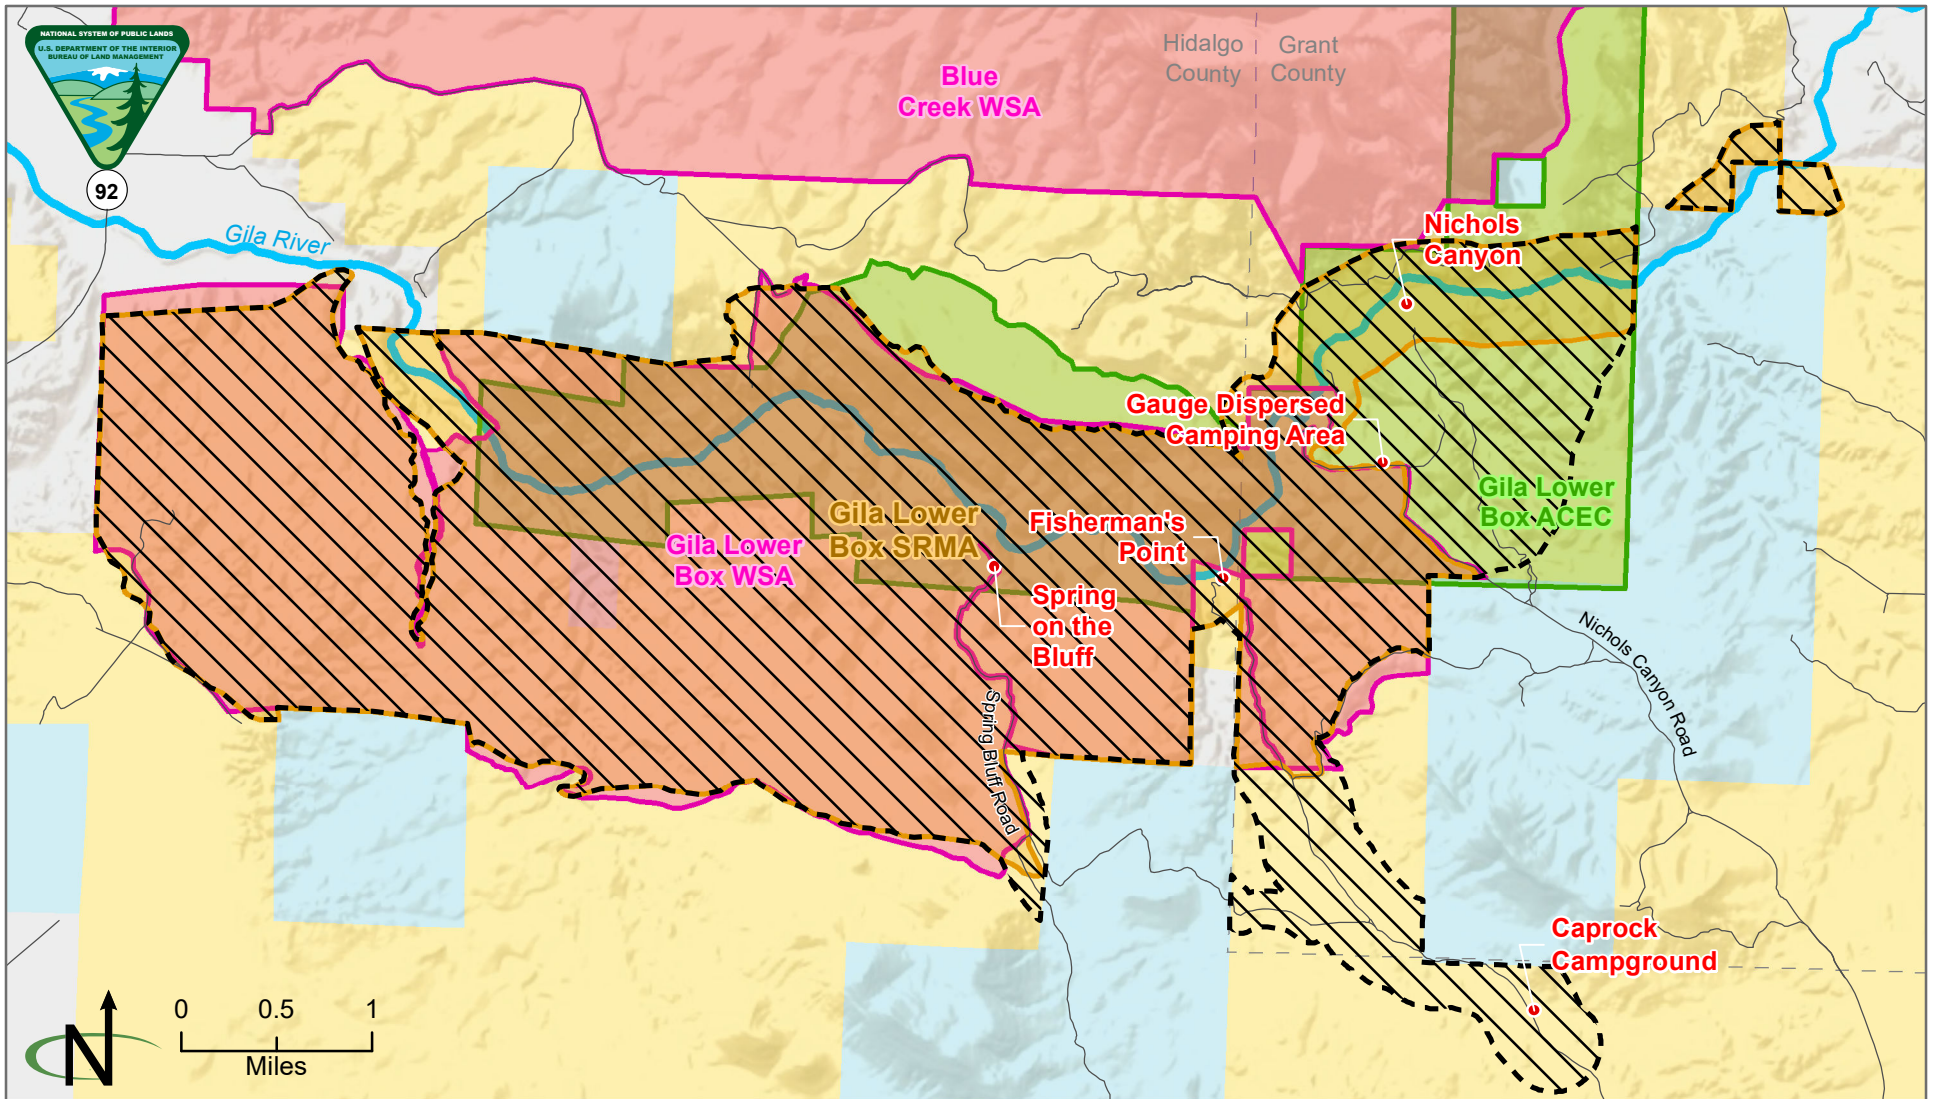 NATIONAL SYSTEM OF PUBLIC LANDS
U.S. DEPARTMENT OF THE INTERIOR
BUREAU OF LAND MANAGEMENT
92
Gila River
Blue
Creek WSA
Hidalgo
County
Grant
County
Nichols
Canyon
Gauge Dispersed
Camping Area
Gila Lower
Box ACEC
Gila Lower
Box SRMA
Fisherman's
Point
Gila Lower
Box WSA
Spring
on the
Bluff
Nichols Canyon Road
Spring Bluff Road
Caprock
Campground
0 0.5 1
Miles
N